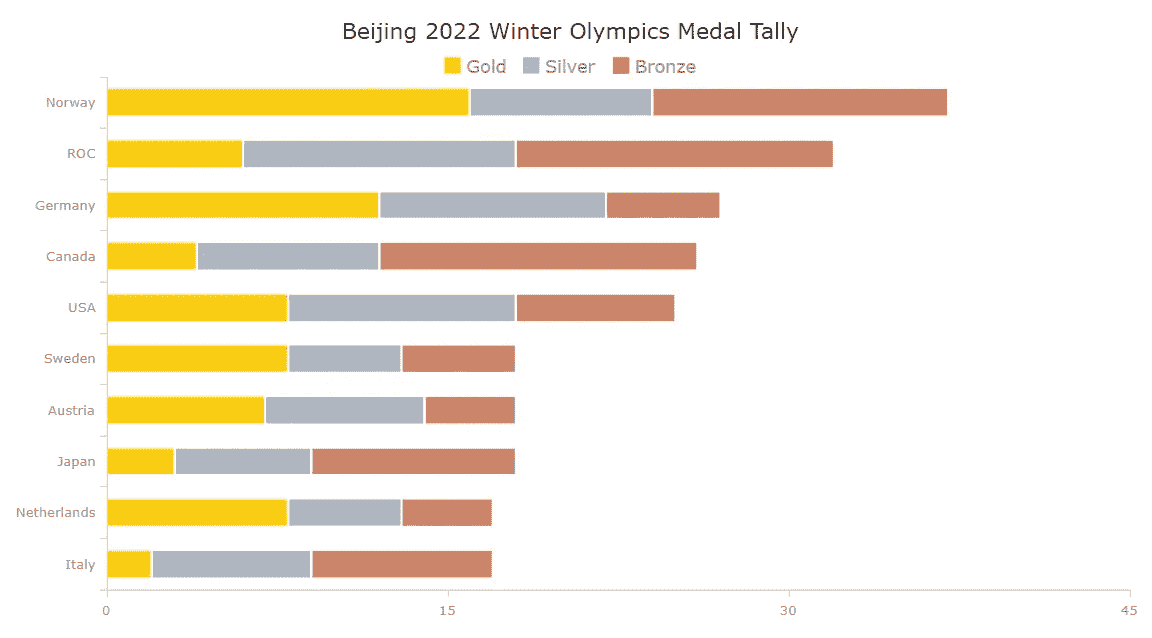 Beijing 2022 Winter Olympics Medal Tally
Gold Silver Bronze
Norway
ROC
Germany
Canada
USA
Sweden
Austria
Japan
Netherlands
Italy
0 15 30 45